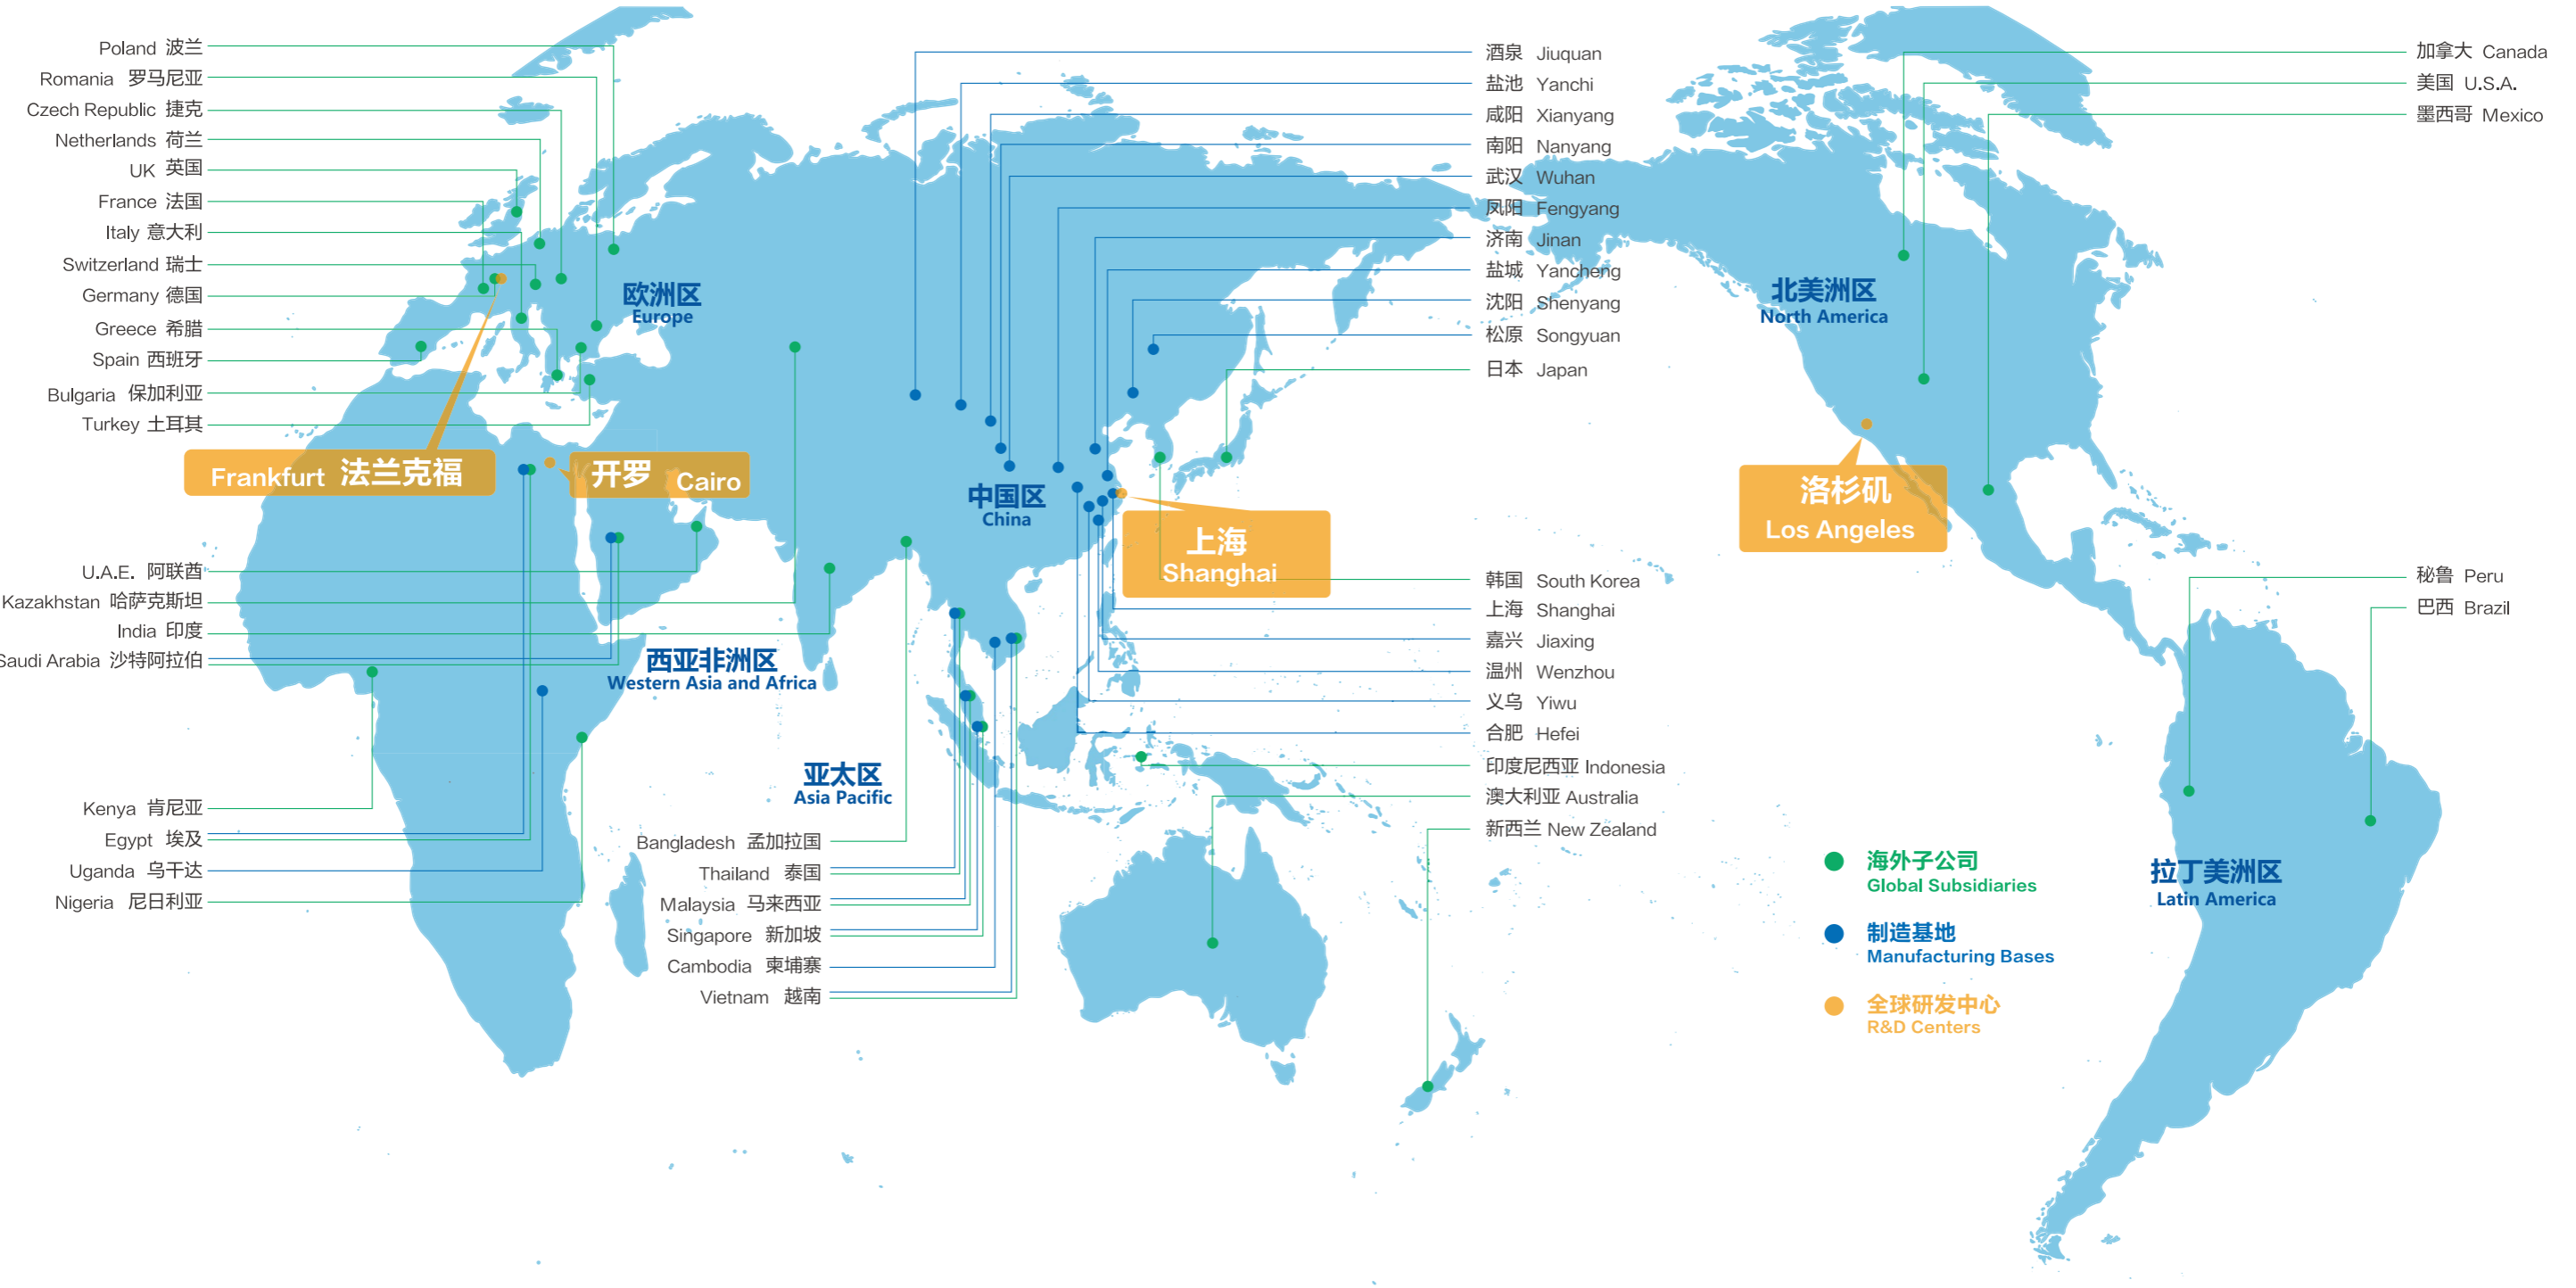 Poland 波兰
Romania 罗马尼亚
Czech Republic 捷克
Netherlands 荷兰
UK 英国
France 法国
Italy 意大利
Switzerland 瑞士
Germany 德国
Greece 希腊
Spain 西班牙
Bulgaria 保加利亚
Turkey 土耳其
Frankfurt 法兰克福
开罗 Cairo
欧洲区
Europe
U.A.E. 阿联酋
Kazakhstan 哈萨克斯坦
India 印度
Saudi Arabia 沙特阿拉伯
西亚非洲区
Western Asia and Africa
Kenya 肯尼亚
Egypt 埃及
Uganda 乌干达
Nigeria 尼日利亚
亚太区
Asia Pacific
Bangladesh 孟加拉国
Thailand 泰国
Malaysia 马来西亚
Singapore 新加坡
Cambodia 柬埔寨
Vietnam 越南
中国区
China
酒泉 Jiuquan
盐池 Yanchi
咸阳 Xianyang
南阳 Nanyang
武汉 Wuhan
凤阳 Fengyang
济南 Jinan
盐城 Yancheng
沈阳 Shenyang
松原 Songyuan
日本 Japan
上海
Shanghai
韩国 South Korea
上海 Shanghai
嘉兴 Jiaxing
温州 Wenzhou
义乌 Yiwu
合肥 Hefei
印度尼西亚 Indonesia
澳大利亚 Australia
新西兰 New Zealand
加拿大 Canada
美国 U.S.A.
墨西哥 Mexico
北美洲区
North America
洛杉矶
Los Angeles
秘鲁 Peru
巴西 Brazil
拉丁美洲区
Latin America
海外子公司
Global Subsidiaries
制造基地
Manufacturing Bases
全球研发中心
R&D Centers